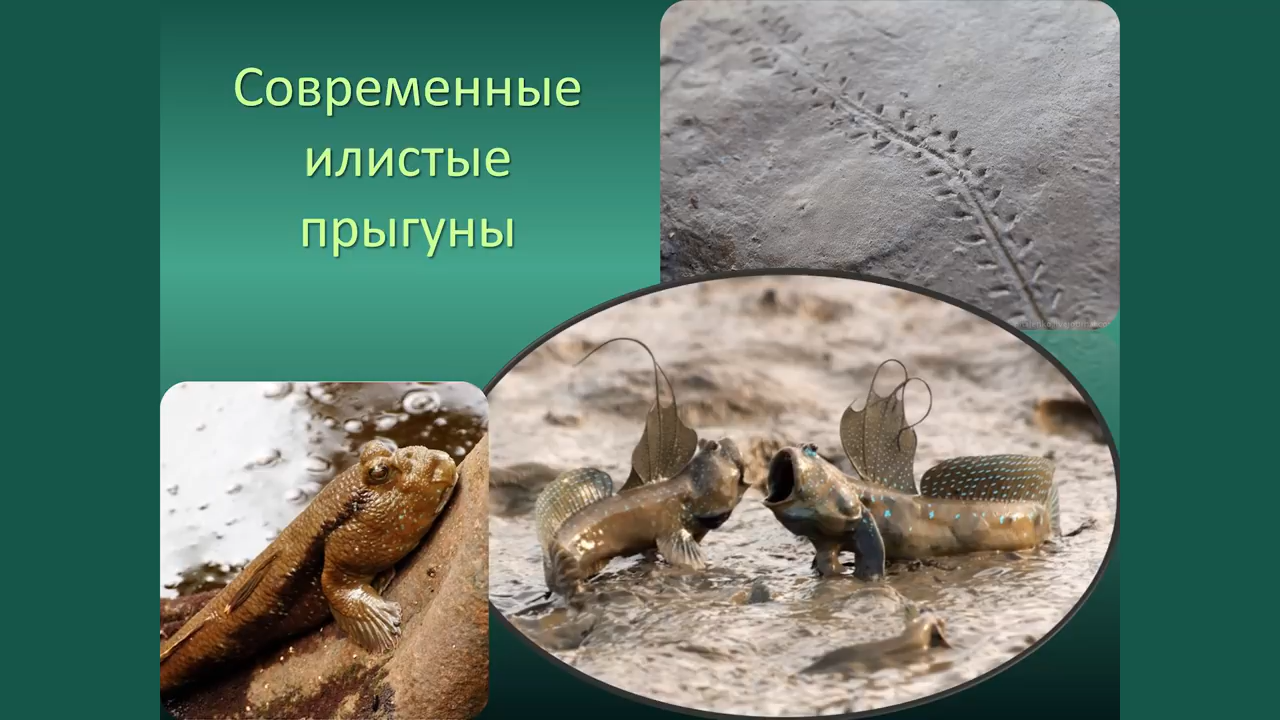 Современные
илистые
прыгуны